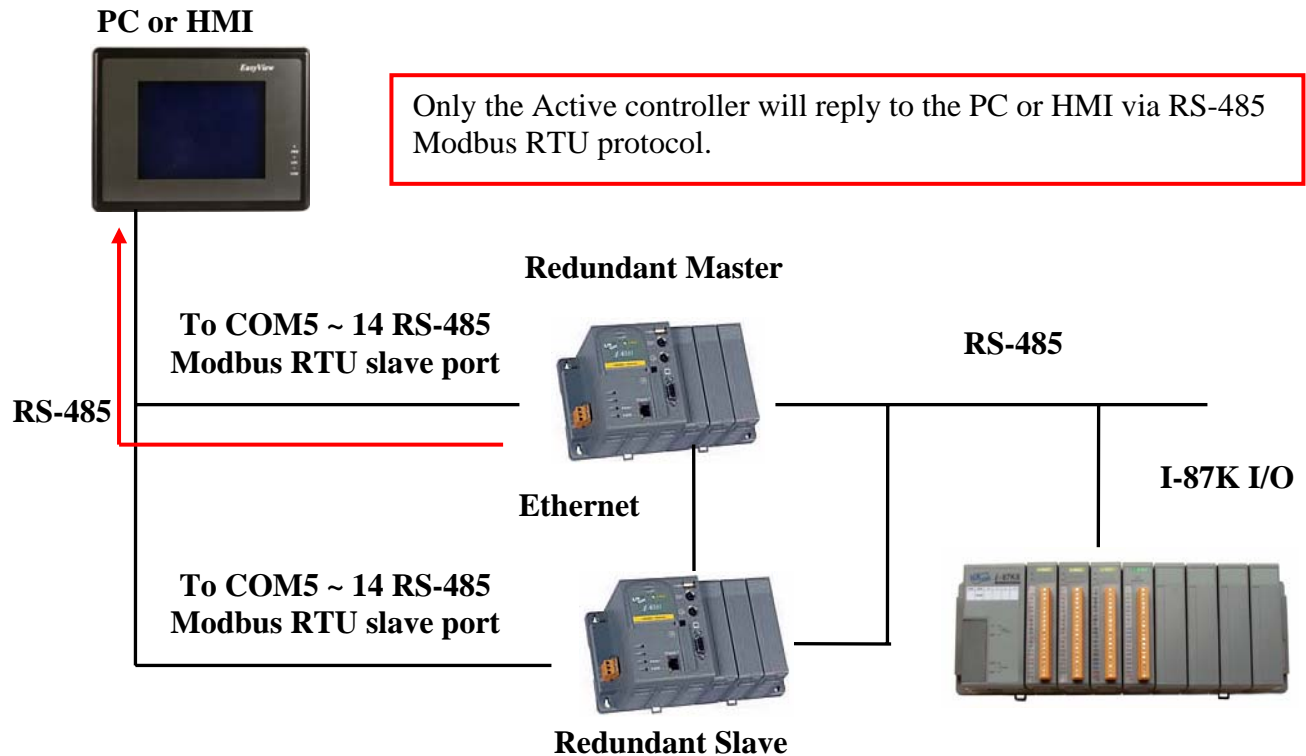 PC or HMI
EasyView
Only the Active controller will reply to the PC or HMI via RS-485
Modbus RTU protocol.
Redundant Master
To COM5 ~ 14 RS-485
Modbus RTU slave port
RS-485
RS-485
Ethernet
I-87K I/O
To COM5 ~ 14 RS-485
Modbus RTU slave port
Redundant Slave